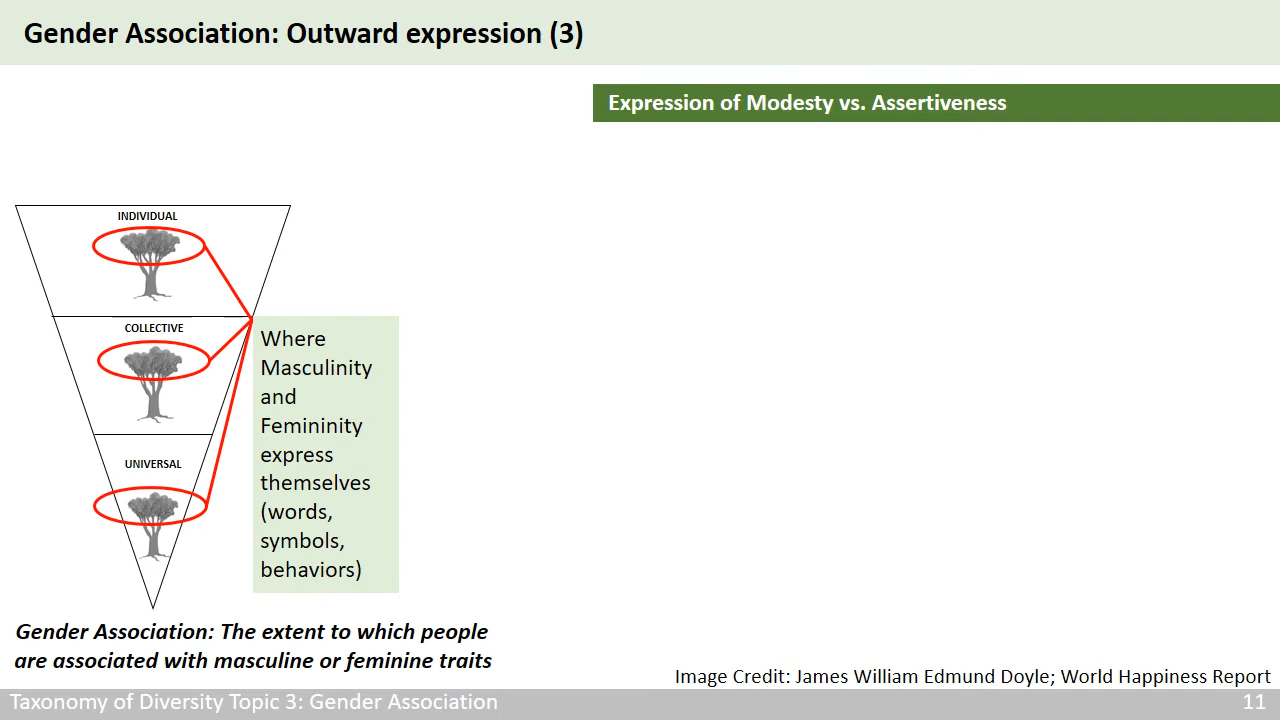 Gender Association: Outward expression (3)
Expression of Modesty vs. Assertiveness
INDIVIDUAL
COLLECTIVE
UNIVERSAL
Where
Masculinity
and
Femininity
express
themselves
(words,
symbols,
behaviors)
Gender Association: The extent to which people
are associated with masculine or feminine traits
Image Credit: James William Edmund Doyle; World Happiness Report
Taxonomy of Diversity Topic 3: Gender Association
11